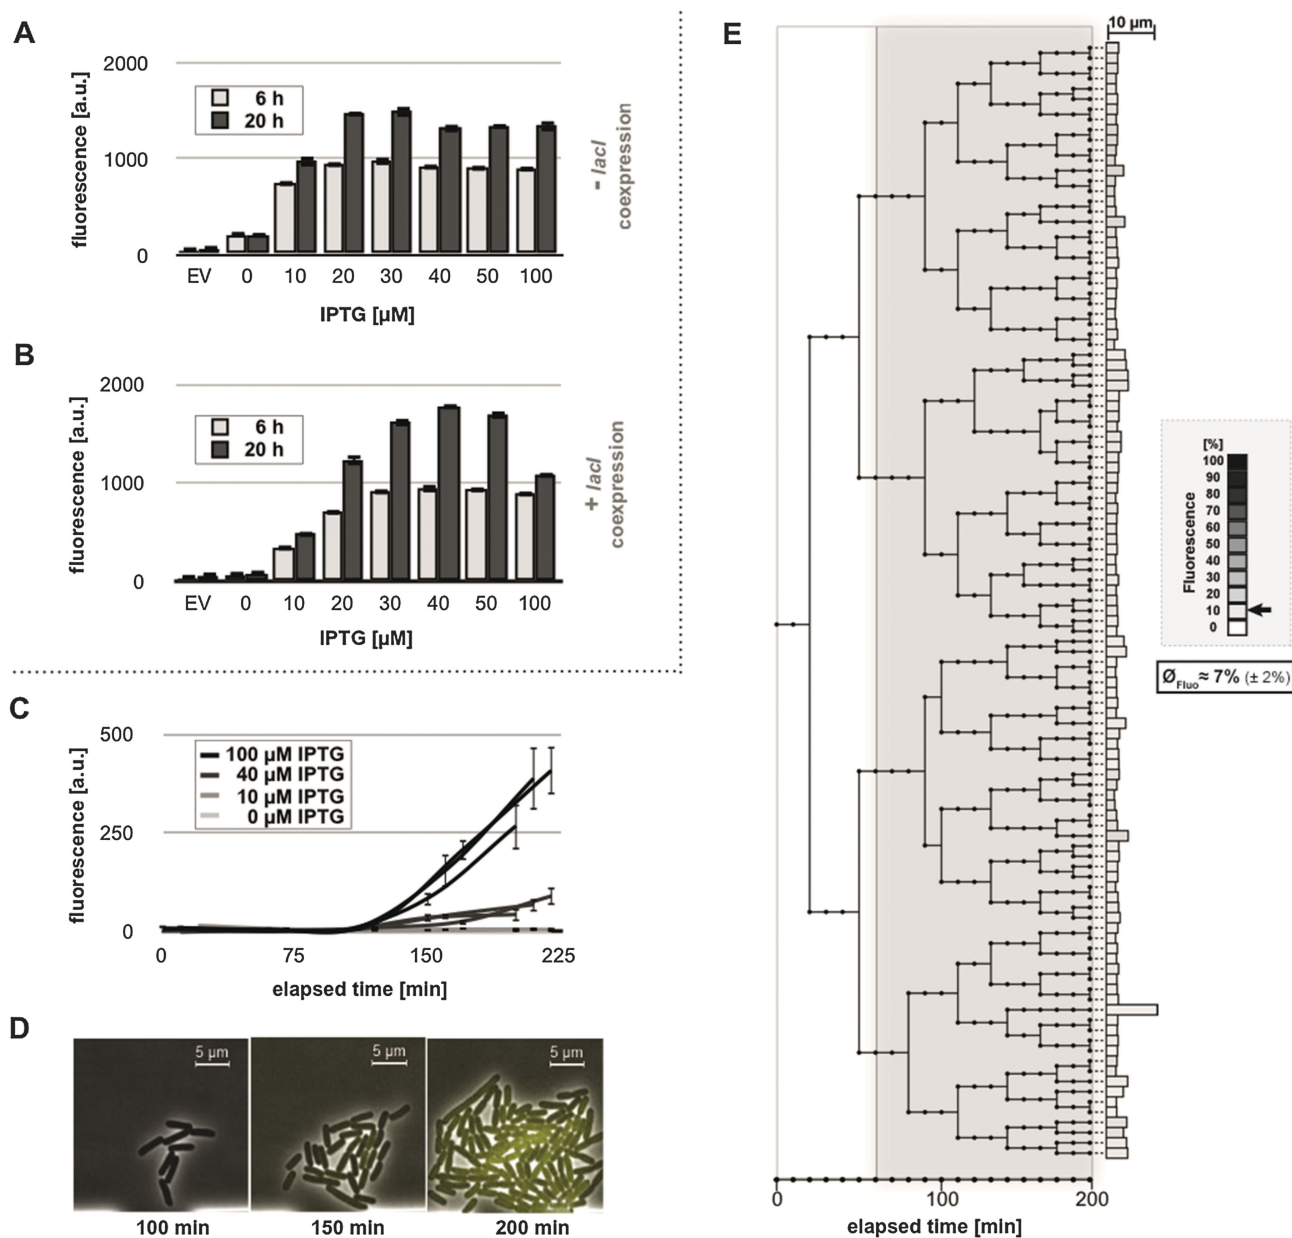 A
fluorescence [a.u.]
2000
1000
0
6 h
20 h
EV 0 10 20 30 40 50 100
IPTG [µM]
- lacI
coexpression
B
fluorescence [a.u.]
2000
1000
0
6 h
20 h
EV 0 10 20 30 40 50 100
IPTG [µM]
+ lacI
coexpression
C
fluorescence [a.u.]
500
250
0
100 µM IPTG
40 µM IPTG
10 µM IPTG
0 µM IPTG
0 75 150 225
elapsed time [min]
D
5 µm
5 µm
5 µm
100 min
150 min
200 min
E
10 µm
0 100 200
elapsed time [min]
[%]
100
90
80
70
60
50
40
30
20
10
0
Fluorescence
ØFluo ≈ 7% (± 2%)